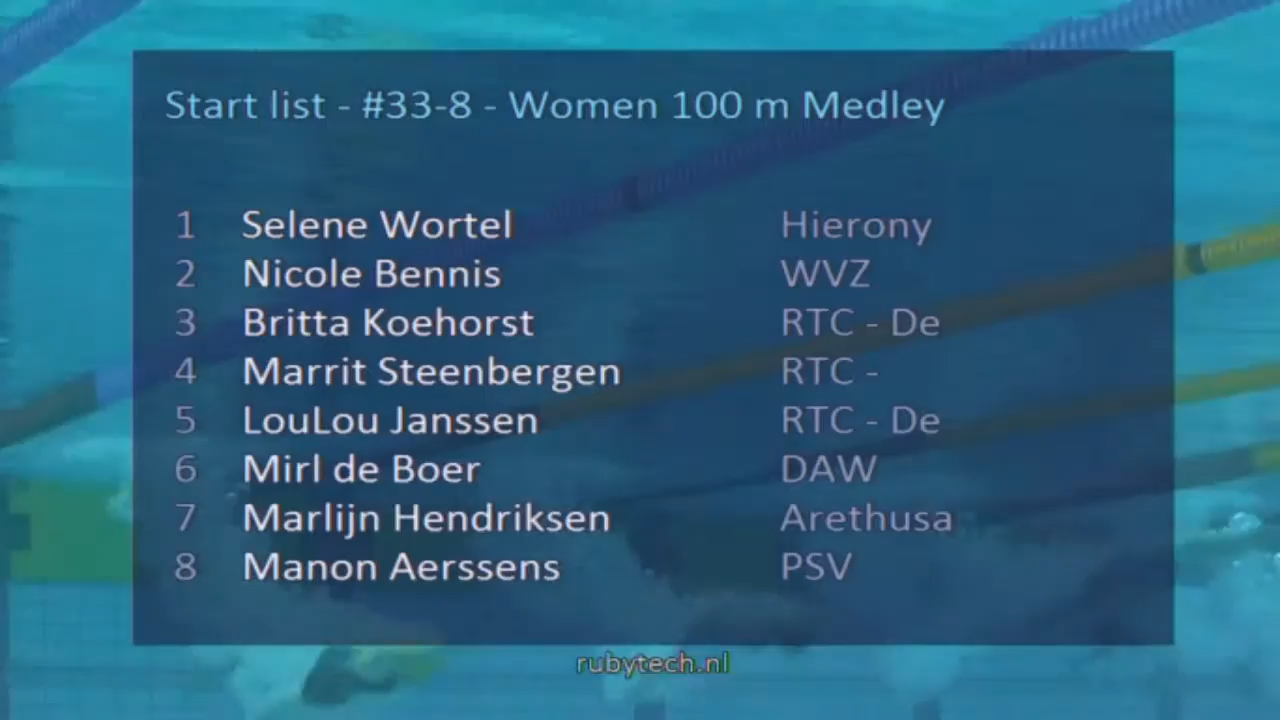 Start list - #33-8 - Women 100 m Medley
1 Selene Wortel Hierony
2 Nicole Bennis WVZ
3 Britta Koehorst RTC - De
4 Marrit Steenbergen RTC -
5 LouLou Janssen RTC - De
6 Mirl de Boer DAW
7 Marlijn Hendriksen Arethusa
8 Manon Aerssens PSV
rubytech.nl